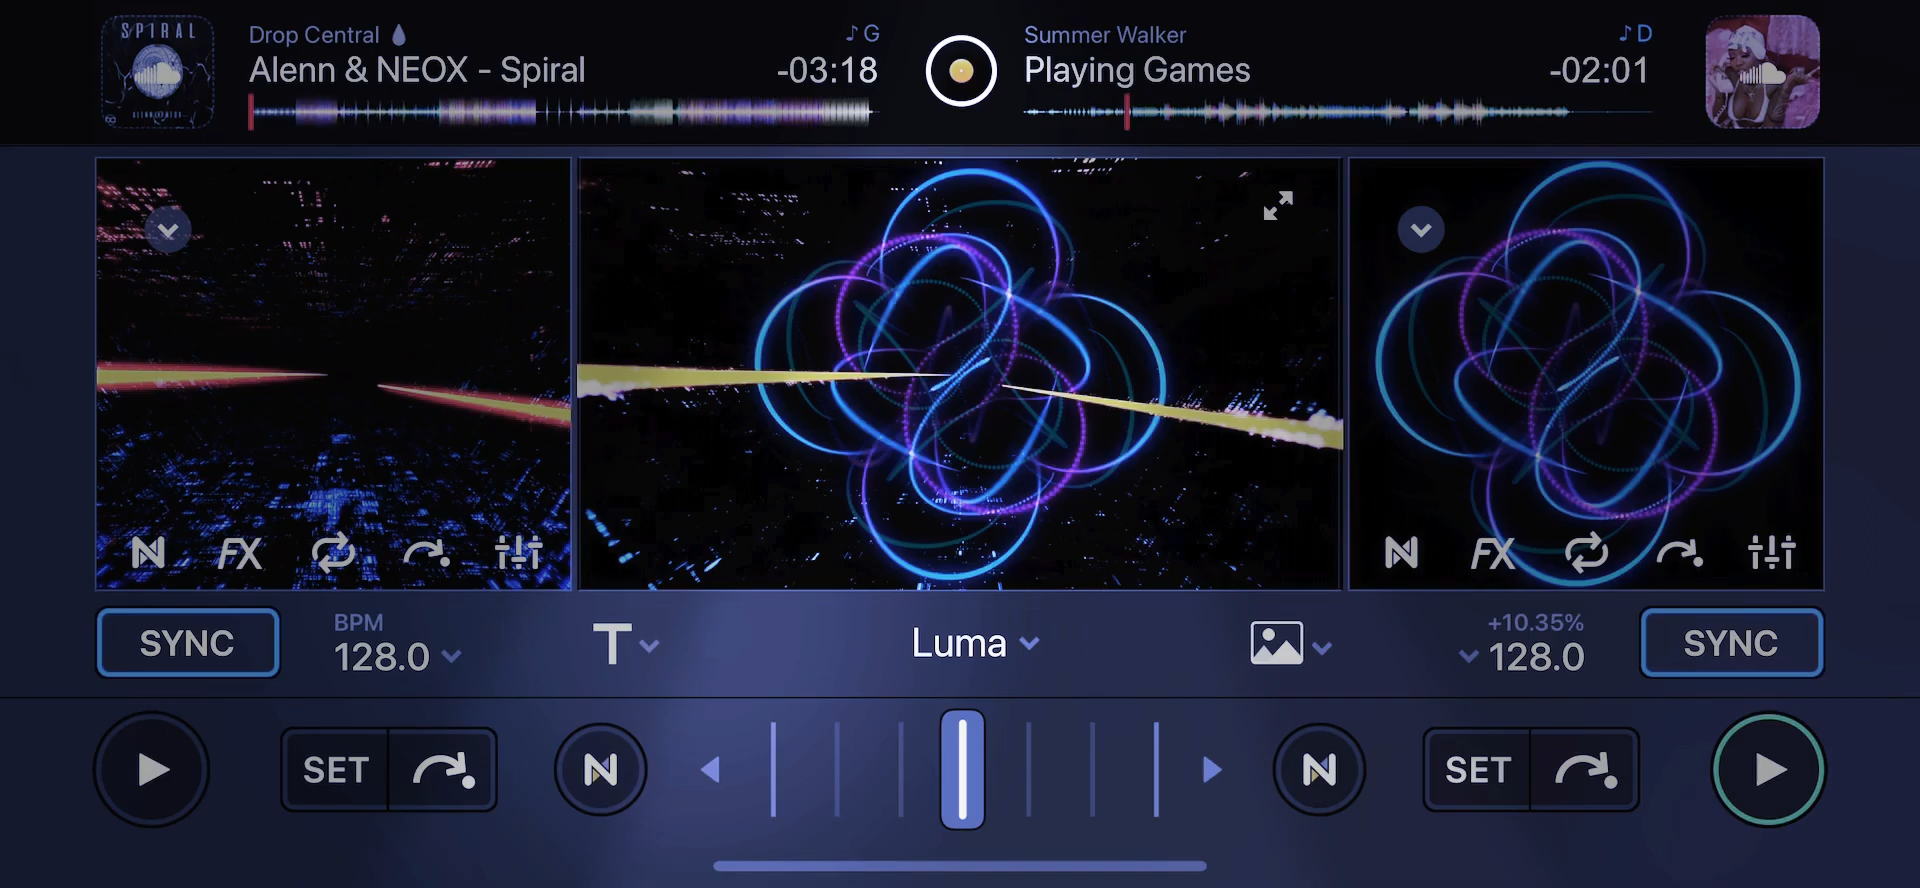 SPIRAL
Drop Central
G
Alenn & NEOX - Spiral
-03:18
Summer Walker
D
Playing Games
-02:01
FX
FX
SYNC
BPM
128.0
T
Luma
+10.35%
128.0
SYNC
SET
N
N
SET